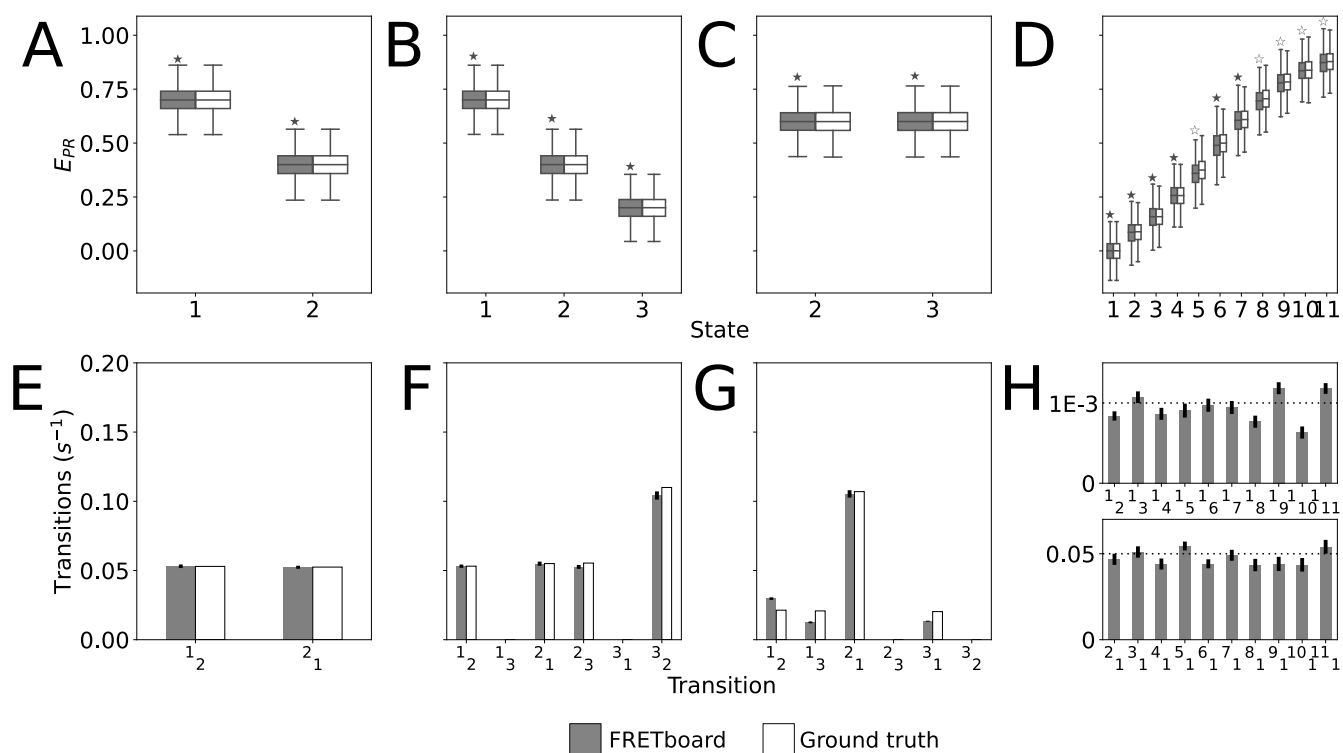 A B C D
1.00
0.75
0.50
0.25
0.00
E_PR
1 2
1 2 3
2 3
1 2 3 4 5 6 7 8 9 10 11
State
E F G H
0.20
0.15
0.10
0.05
0.00
Transitions (s⁻¹)
1 2 2 1
1 2 1 3 2 1 2 3 3 1 3 2
1 2 1 3 2 1 2 3 3 1 3 2
1E-3
0
1 2 1 3 1 4 1 5 1 6 1 7 1 8 1 9 1 10 1 11
0.05
0
2 1 3 1 4 1 5 1 6 1 7 1 8 1 9 1 10 1 11 1
Transition
FRETboard Ground truth